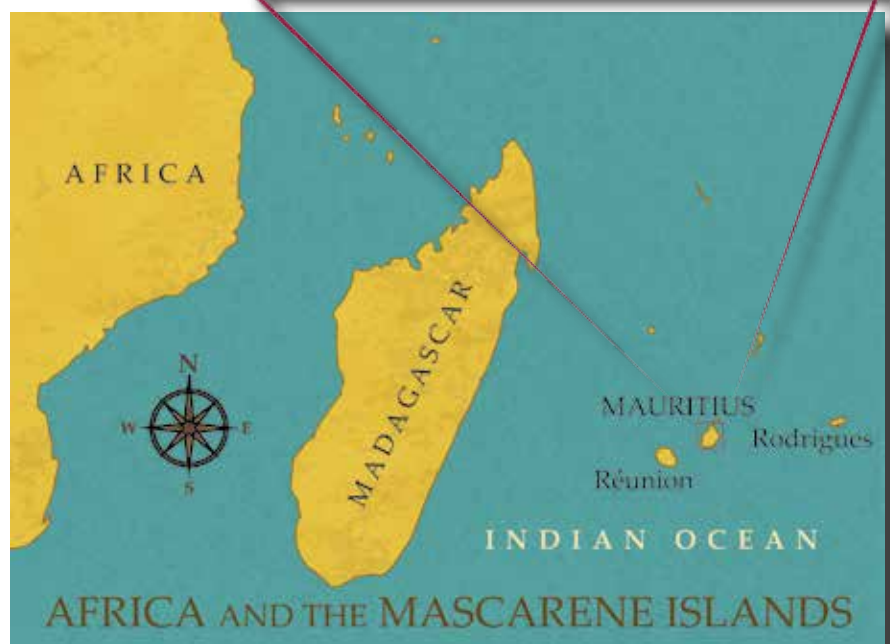 AFRICA
MADAGASCAR
N
W E
S
MAURITIUS
Rodrigues
Réunion
INDIAN OCEAN
AFRICA AND THE MASCARENE ISLANDS